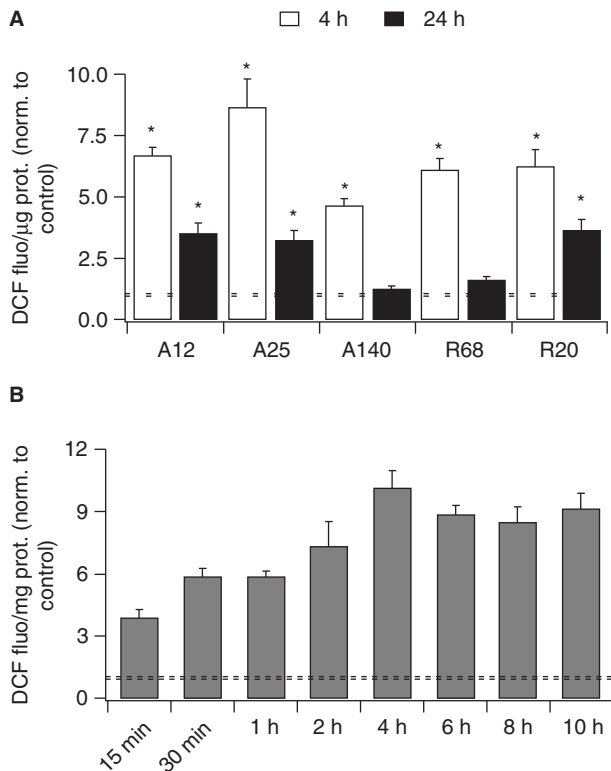 A
4 h 24 h
DCF fluo/µg prot. (norm. to
control)
10.0
7.5
5.0
2.5
0.0
* * * * * * * *
A12 A25 A140 R68 R20
B
DCF fluo/mg prot. (norm. to
control)
12
9
6
3
0
15 min 30 min 1 h 2 h 4 h 6 h 8 h 10 h